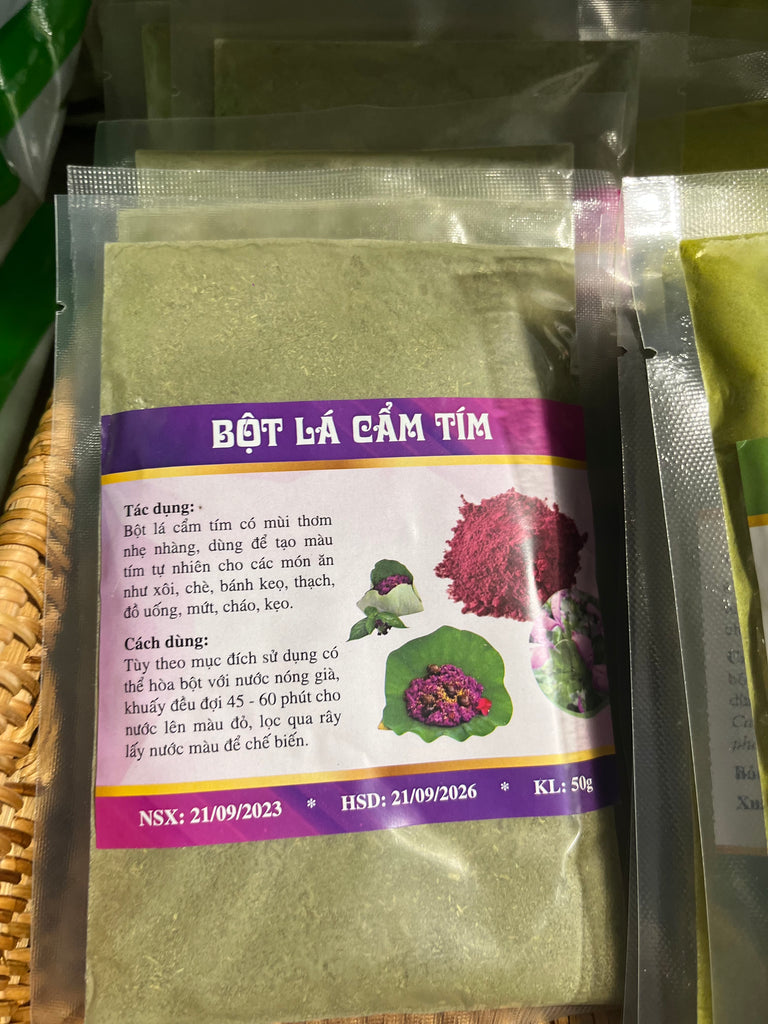 BỘT LÁ CẨM TÍM
Tác dụng:
Bột lá cẩm tím có mùi thơm
nhẹ nhàng, dùng để tạo màu
tím tự nhiên cho các món ăn
như xôi, chè, bánh kẹo, thạch,
đồ uống, mứt, cháo, kẹo.
Cách dùng:
Tùy theo mục đích sử dụng có
thể hòa bột với nước nóng già,
khuấy đều đợi 45 - 60 phút cho
nước lên màu đỏ, lọc qua rây
lấy nước màu để chế biến.
NSX: 21/09/2023 * HSD: 21/09/2026 * KL: 50g